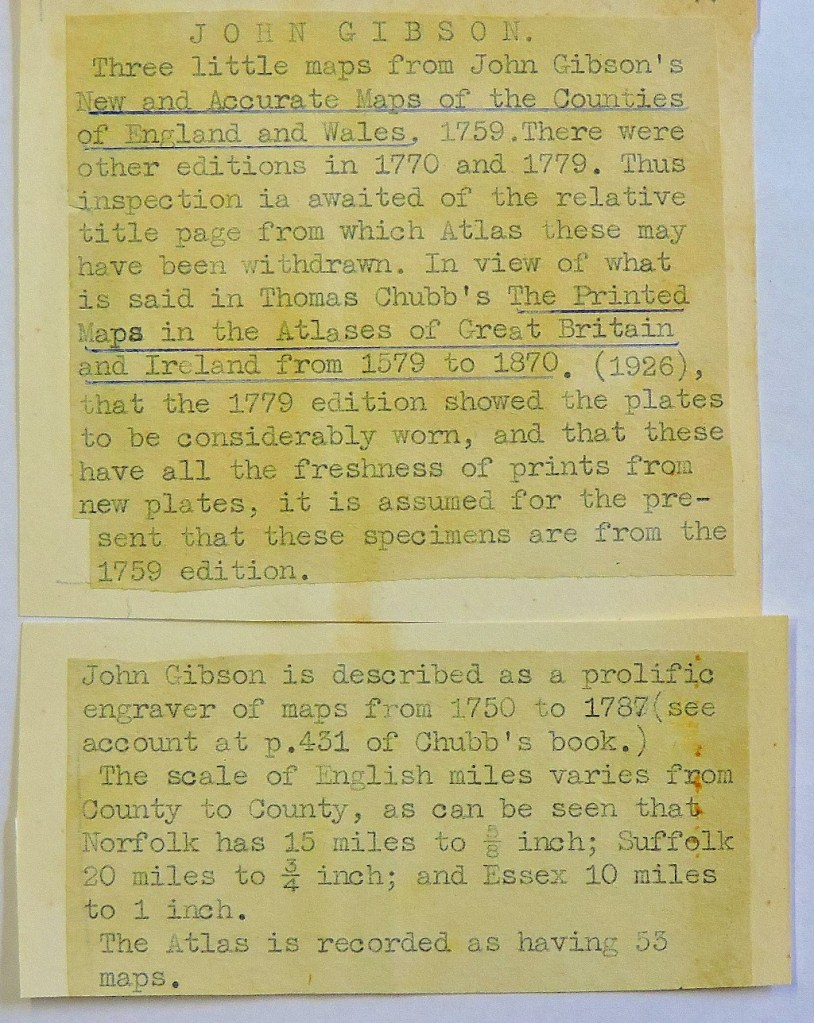 JOHN GIBSON.
Three little maps from John Gibson's
New and Accurate Maps of the Counties
of England and Wales, 1759.There were
other editions in 1770 and 1779. Thus
inspection ia awaited of the relative
title page from which Atlas these may
have been withdrawn. In view of what
is said in Thomas Chubb's The Printed
Maps in the Atlases of Great Britain
and Ireland from 1579 to 1870. (1926),
that the 1779 edition showed the plates
to be considerably worn, and that these
have all the freshness of prints from
new plates, it is assumed for the pre-
sent that these specimens are from the
1759 edition.
John Gibson is described as a prolific
engraver of maps from 1750 to 1787(see
account at p.431 of Chubb's book.)
The scale of English miles varies from
County to County, as can be seen that
Norfolk has 15 miles to ⅝ inch; Suffolk
20 miles to ¾ inch; and Essex 10 miles
to 1 inch.
The Atlas is recorded as having 53
maps.